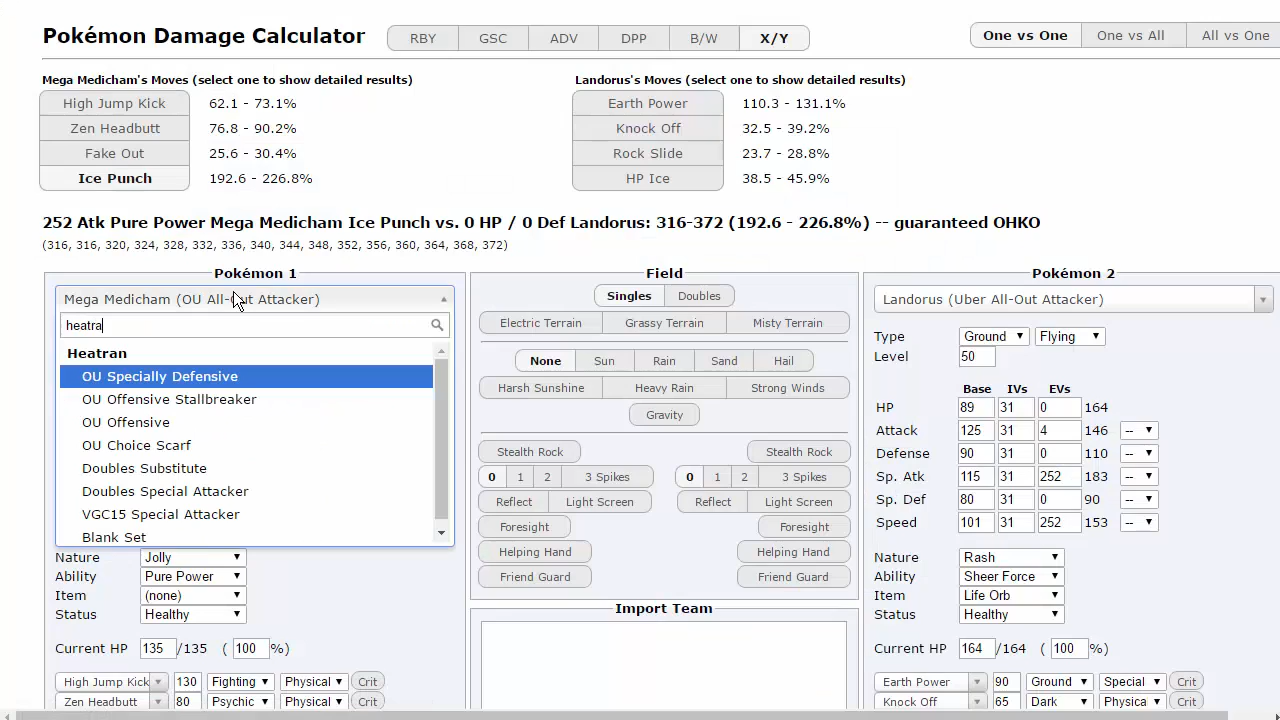 Pokémon Damage Calculator RBY GSC ADV DPP B/W X/Y One vs One One vs All All vs One
Mega Medicham's Moves (select one to show detailed results)
High Jump Kick 62.1 - 73.1%
Zen Headbutt 76.8 - 90.2%
Fake Out 25.6 - 30.4%
Ice Punch 192.6 - 226.8%
Landorus's Moves (select one to show detailed results)
Earth Power 110.3 - 131.1%
Knock Off 32.5 - 39.2%
Rock Slide 23.7 - 28.8%
HP Ice 38.5 - 45.9%
252 Atk Pure Power Mega Medicham Ice Punch vs. 0 HP / 0 Def Landorus: 316-372 (192.6 - 226.8%) -- guaranteed OHKO
(316, 316, 320, 324, 328, 332, 336, 340, 344, 348, 352, 356, 360, 364, 368, 372)
Pokémon 1
Mega Medicham (OU All-Out Attacker)
heatra
Heatran
OU Specially Defensive
OU Offensive Stallbreaker
OU Offensive
OU Choice Scarf
Doubles Substitute
Doubles Special Attacker
VGC15 Special Attacker
Blank Set
Nature Jolly
Ability Pure Power
Item (none)
Status Healthy
Current HP 135 /135 ( 100 %)
High Jump Kick 130 Fighting Physical Crit
Zen Headbutt 80 Psychic Physical Crit
Field
Singles Doubles
Electric Terrain Grassy Terrain Misty Terrain
None Sun Rain Sand Hail
Harsh Sunshine Heavy Rain Strong Winds
Gravity
Stealth Rock Stealth Rock
0 1 2 3 Spikes 0 1 2 3 Spikes
Reflect Light Screen Reflect Light Screen
Foresight Foresight
Helping Hand Helping Hand
Friend Guard Friend Guard
Import Team
Pokémon 2
Landorus (Uber All-Out Attacker)
Type Ground Flying
Level 50
Base IVs EVs
HP 89 31 0 164
Attack 125 31 4 146 --
Defense 90 31 0 110 --
Sp. Atk 115 31 252 183 --
Sp. Def 80 31 0 90 --
Speed 101 31 252 153 --
Nature Rash
Ability Sheer Force
Item Life Orb
Status Healthy
Current HP 164 /164 ( 100 %)
Earth Power 90 Ground Special Crit
Knock Off 65 Dark Physica Crit